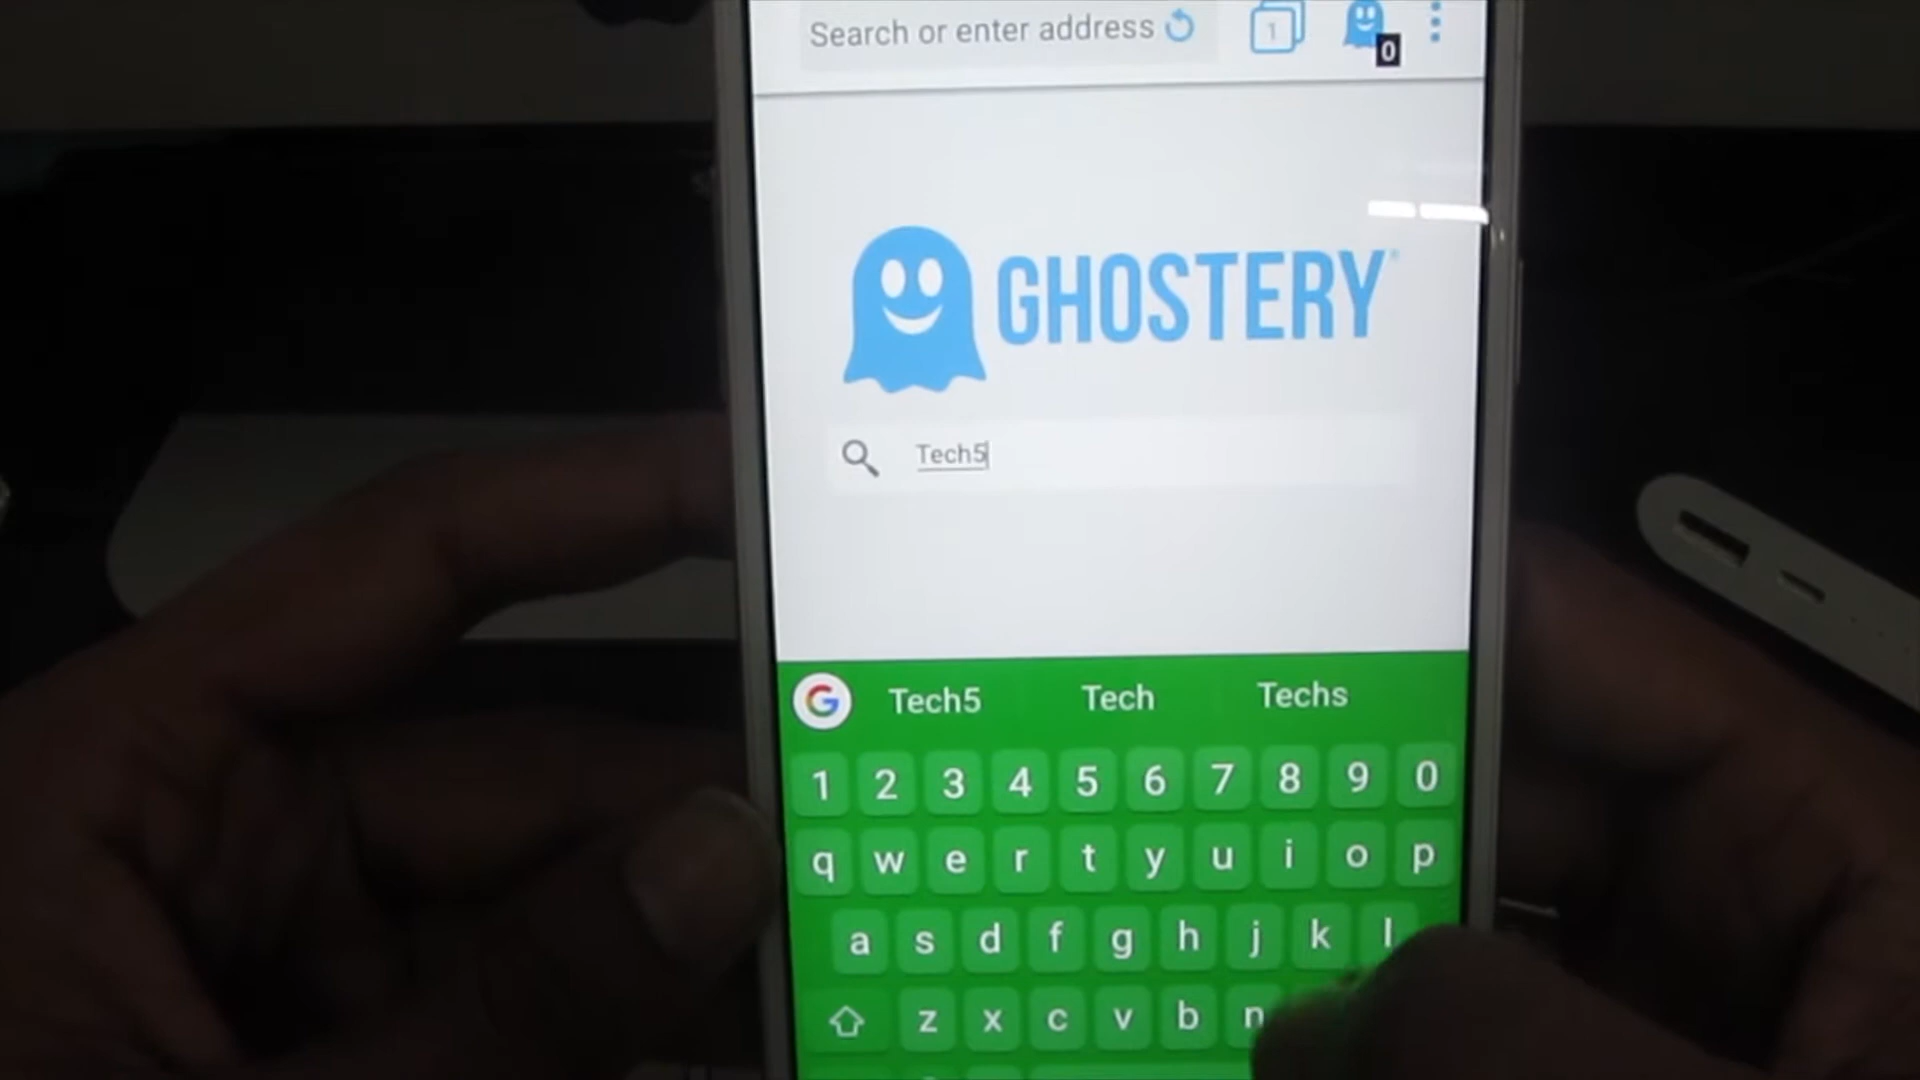 Search or enter address 1
0
GHOSTERY
Tech5
G Tech5 Tech Techs
1 2 3 4 5 6 7 8 9 0
q w e r t y u i o p
a s d f g h j k l
z x c v b n